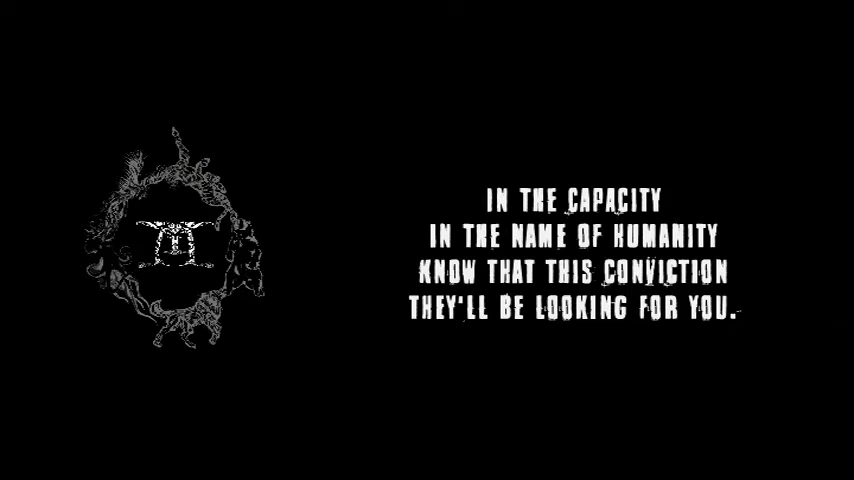 IN THE CAPACITY
IN THE NAME OF HUMANITY
KNOW THAT THIS CONVICTION
THEY'LL BE LOOKING FOR YOU.